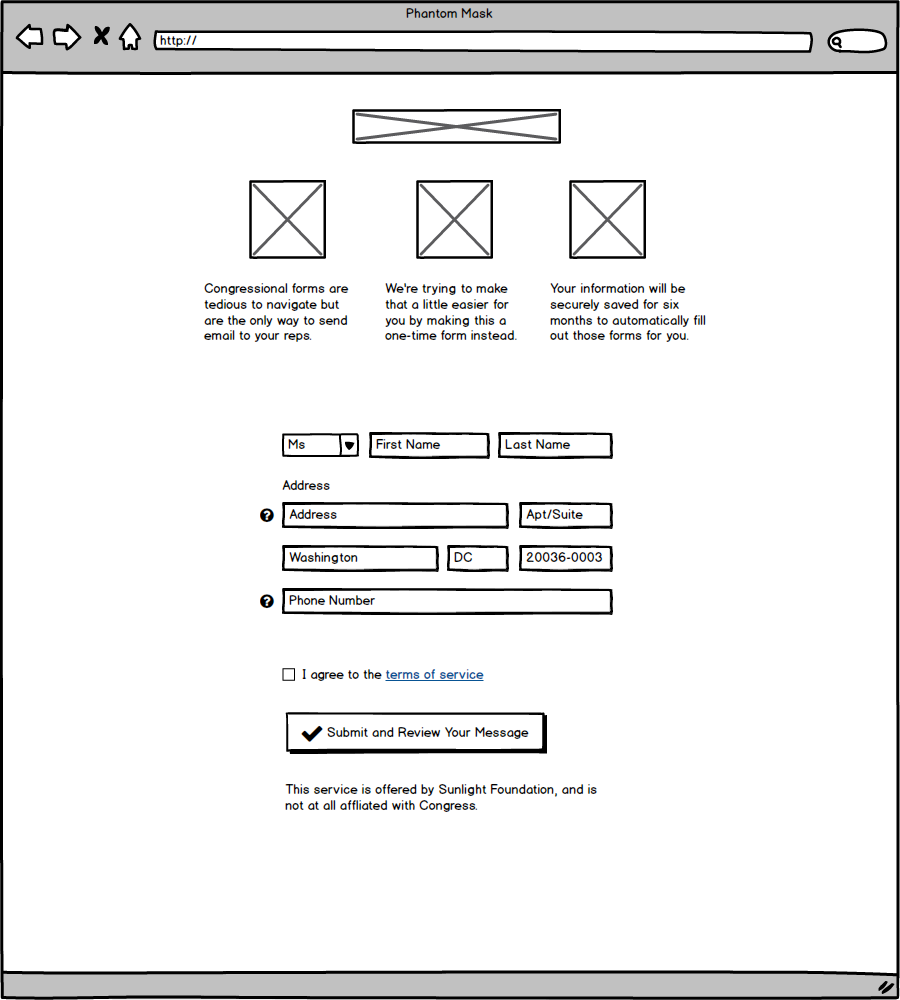 Phantom Mask
http://
Congressional forms are
tedious to navigate but
are the only way to send
email to your reps.
We're trying to make
that a little easier for
you by making this a
one-time form instead.
Your information will be
securely saved for six
months to automatically fill
out those forms for you.
Ms First Name Last Name
Address
? Address Apt/Suite
Washington DC 20036-0003
? Phone Number
I agree to the terms of service
Submit and Review Your Message
This service is offered by Sunlight Foundation, and is
not at all affliated with Congress.